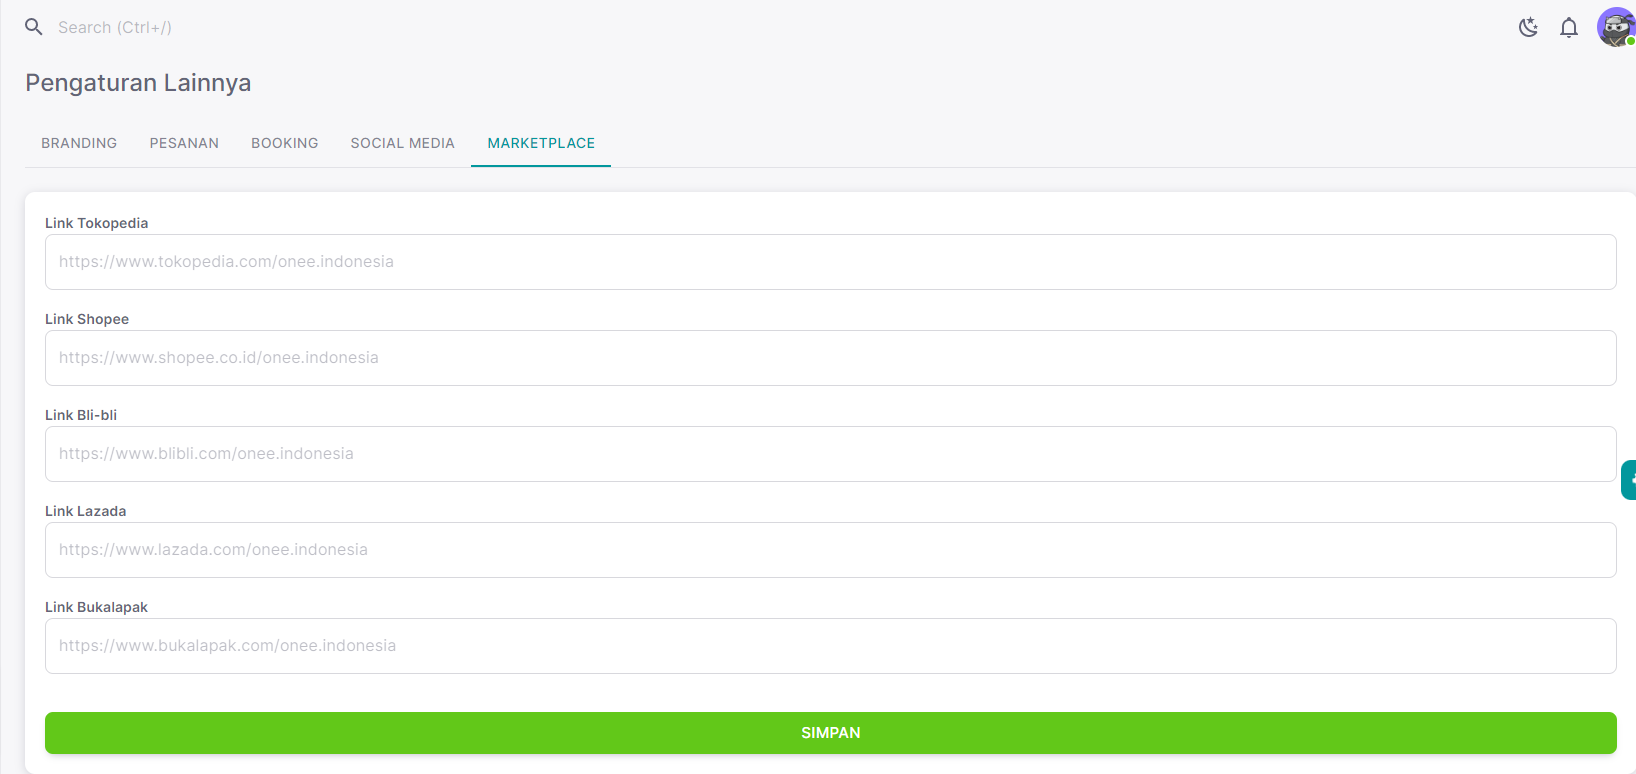 Search (Ctrl+/)
Pengaturan Lainnya
BRANDING PESANAN BOOKING SOCIAL MEDIA MARKETPLACE
Link Tokopedia
https://www.tokopedia.com/onee.indonesia
Link Shopee
https://www.shopee.co.id/onee.indonesia
Link Bli-bli
https://www.blibli.com/onee.indonesia
Link Lazada
https://www.lazada.com/onee.indonesia
Link Bukalapak
https://www.bukalapak.com/onee.indonesia
SIMPAN